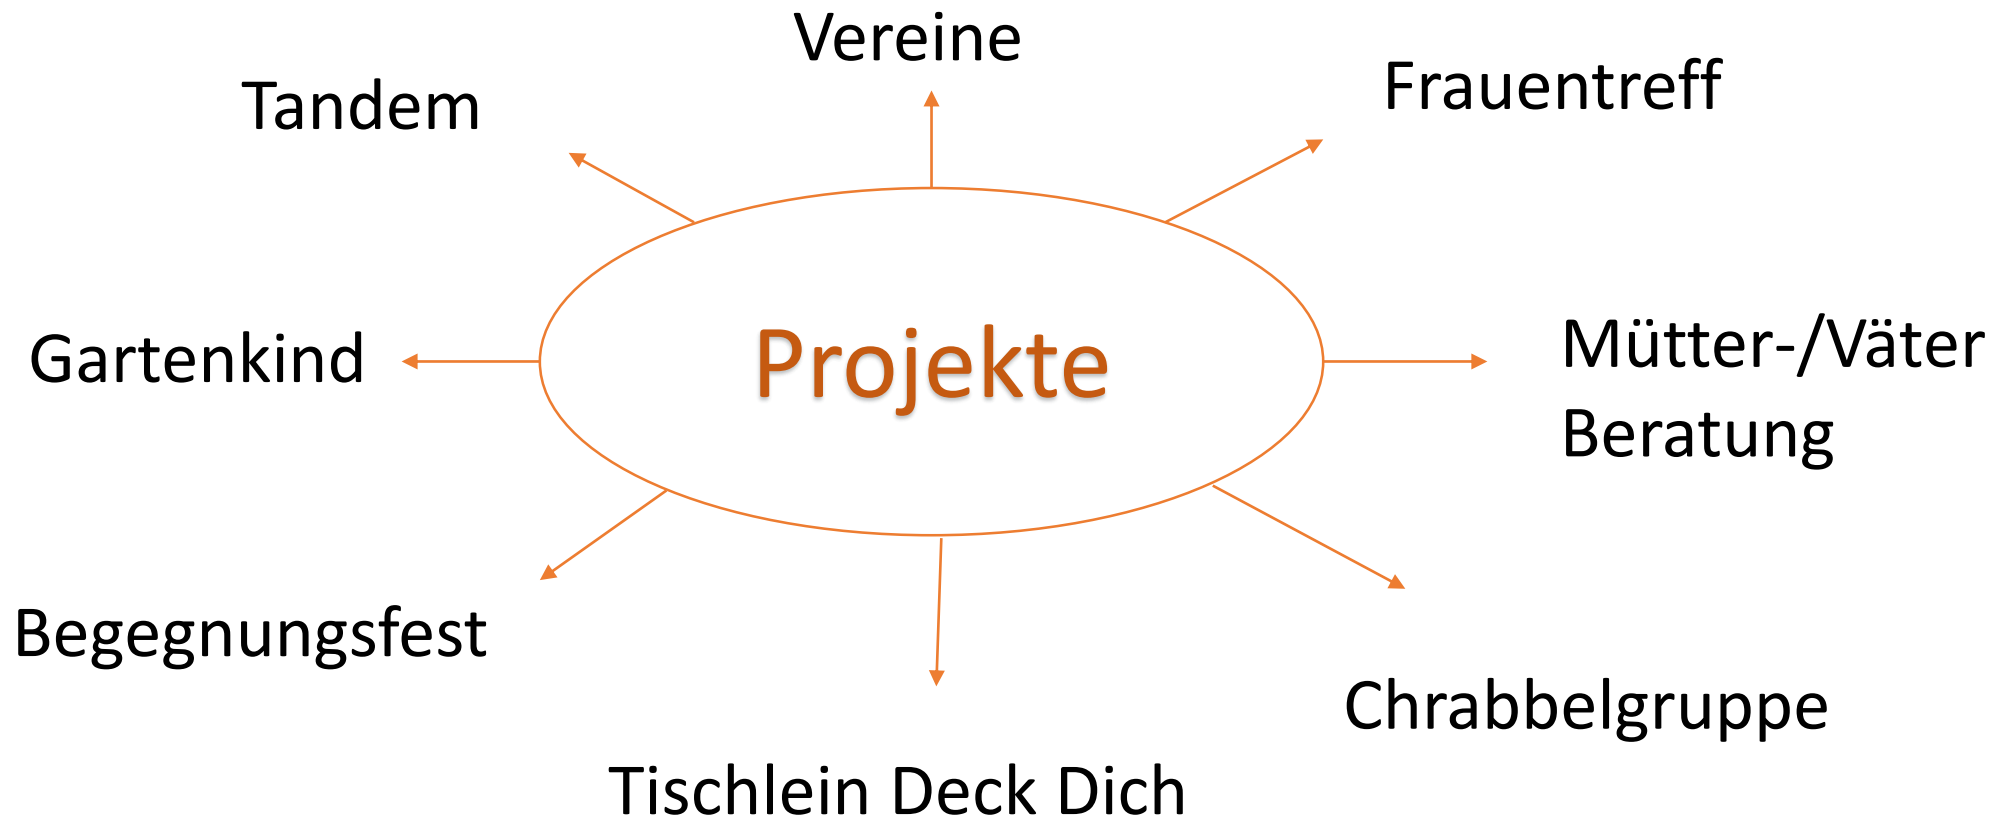 Vereine
Tandem
Frauentreff
Gartenkind
Projekte
Mütter-/Väter
Beratung
Begegnungsfest
Chrabbelgruppe
Tischlein Deck Dich